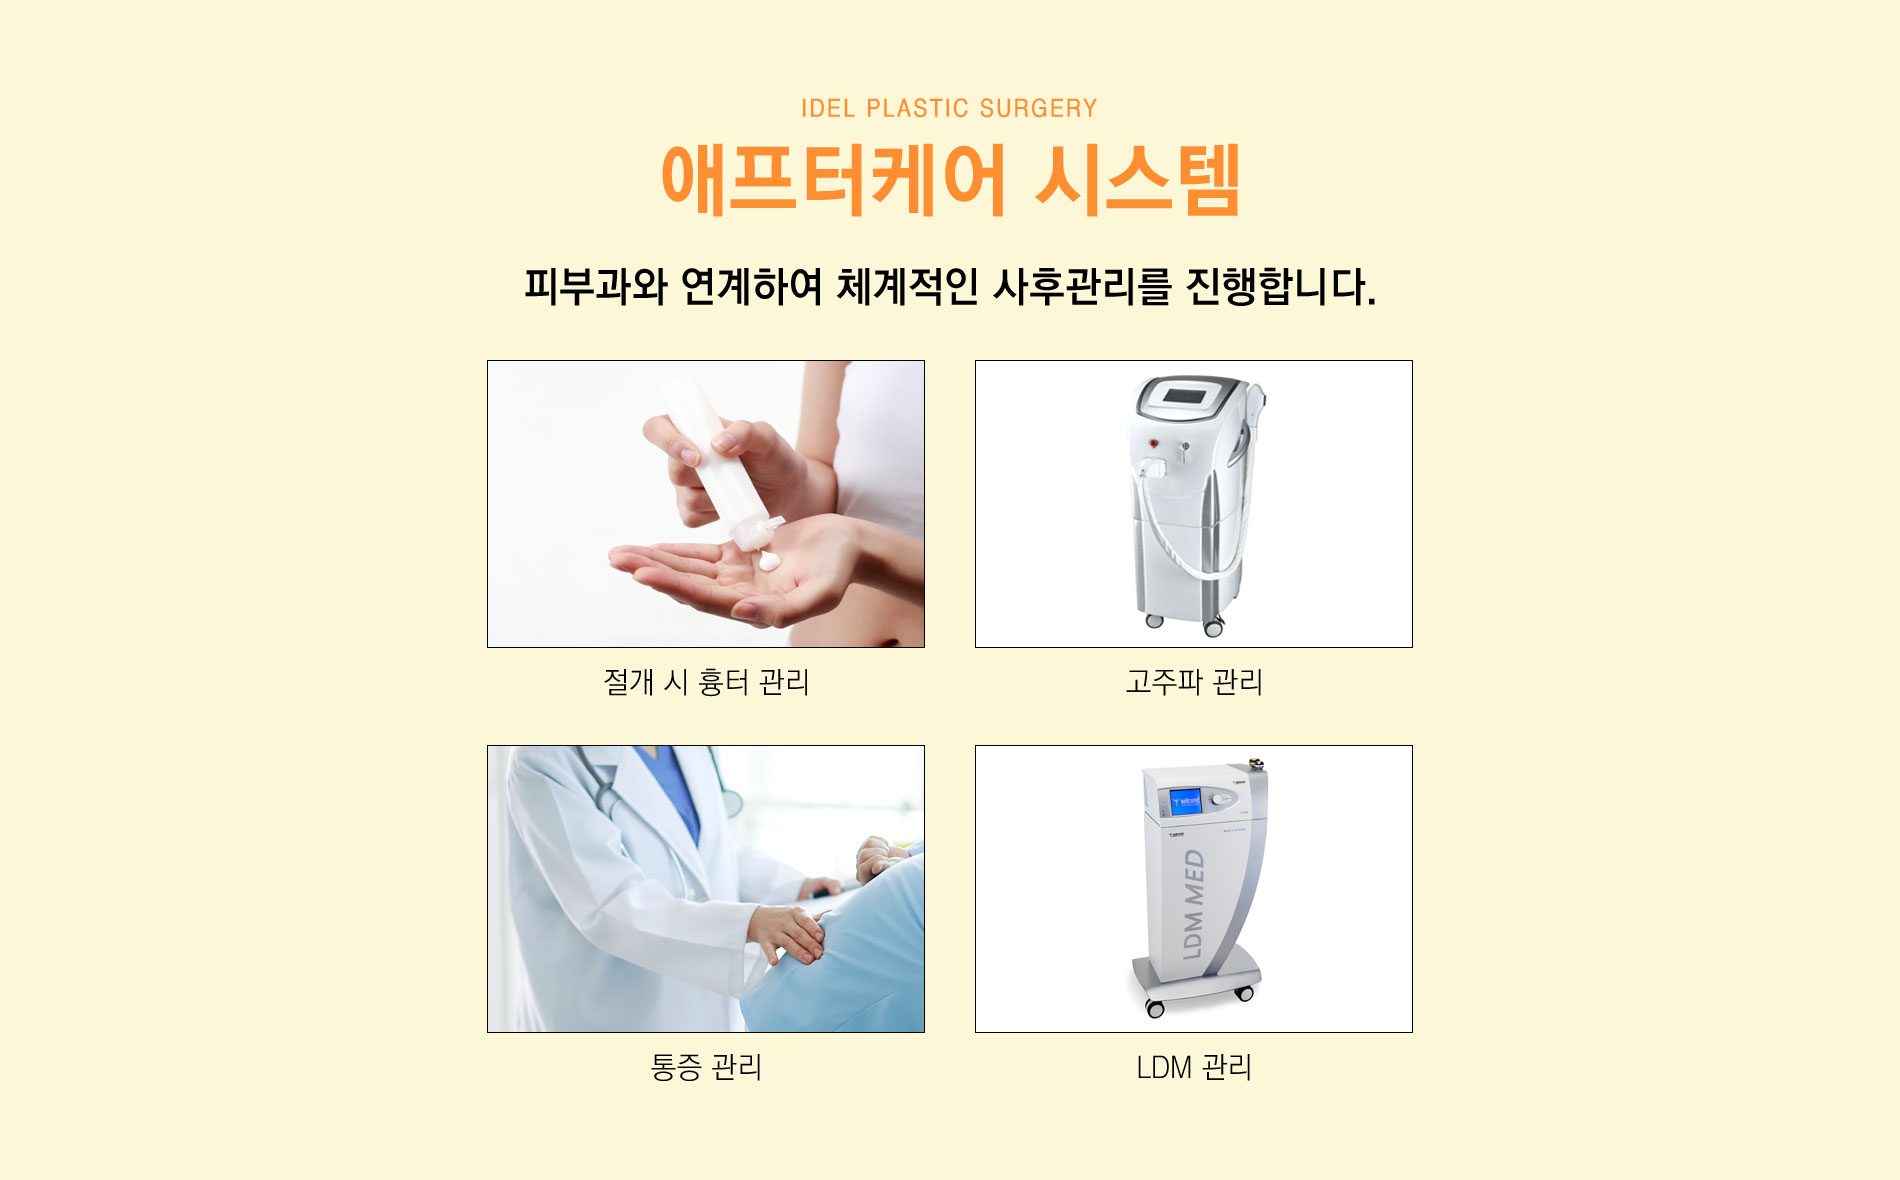 IDEL PLASTIC SURGERY
애프터케어 시스템
피부과와 연계하여 체계적인 사후관리를 진행합니다.
절개 시 흉터 관리
고주파 관리
LDM MED
통증 관리
LDM 관리